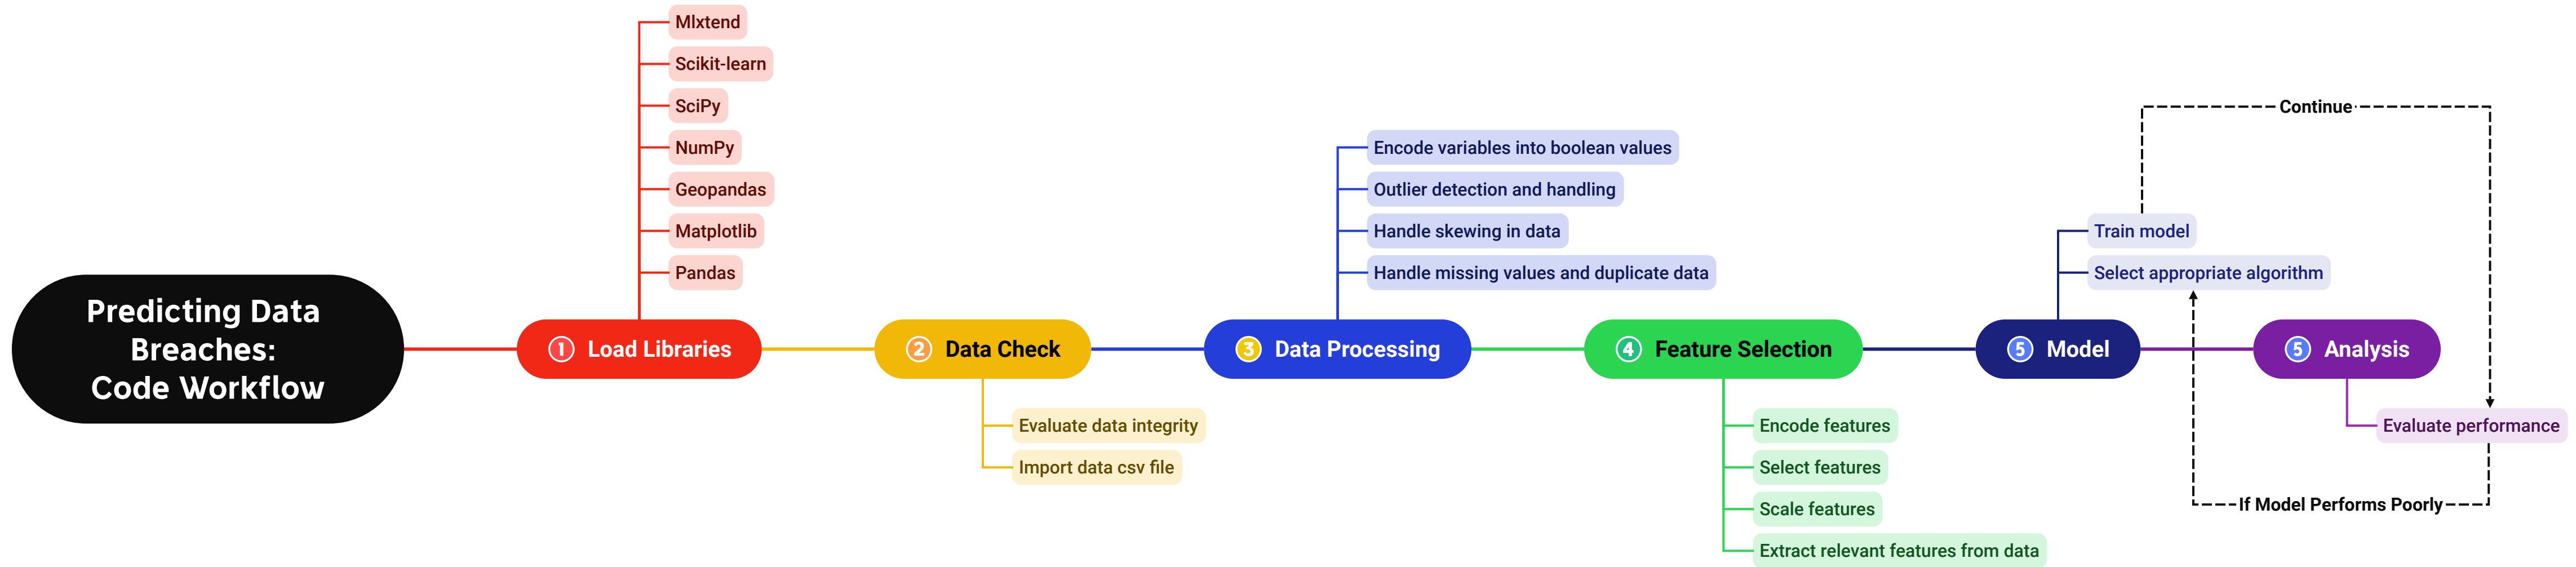 Predicting Data
Breaches:
Code Workflow
1 Load Libraries
Mlxtend
Scikit-learn
SciPy
NumPy
Geopandas
Matplotlib
Pandas
2 Data Check
Evaluate data integrity
Import data csv file
3 Data Processing
Encode variables into boolean values
Outlier detection and handling
Handle skewing in data
Handle missing values and duplicate data
4 Feature Selection
Encode features
Select features
Scale features
Extract relevant features from data
5 Model
Train model
Select appropriate algorithm
Continue
5 Analysis
Evaluate performance
If Model Performs Poorly